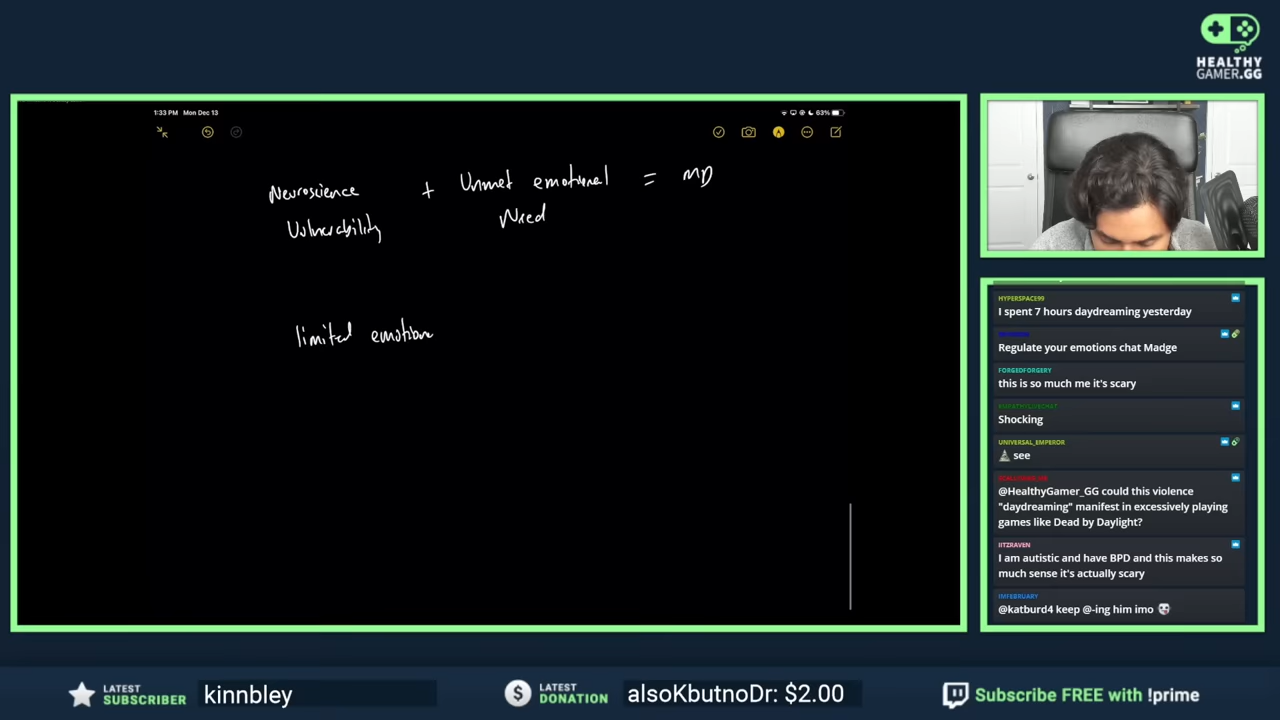 HEALTHY
GAMER.GG
1:33 PM Mon Dec 13
63%
Neuroscience + Unmet emotional = MD
Vulnerability Need
limited emotione
HYPERSPACE99
I spent 7 hours daydreaming yesterday
Regulate your emotions chat Madge
FORGEDFORGERY
this is so much me it's scary
Shocking
UNIVERSAL_EMPEROR
see
@HealthyGamer_GG could this violence
"daydreaming" manifest in excessively playing
games like Dead by Daylight?
IITZRAVEN
I am autistic and have BPD and this makes so
much sense it's actually scary
IMFEBRUARY
@katburd4 keep @-ing him imo
LATEST
SUBSCRIBER
kinnbley
$
LATEST
DONATION
alsoKbutnoDr: $2.00
Subscribe FREE with !prime